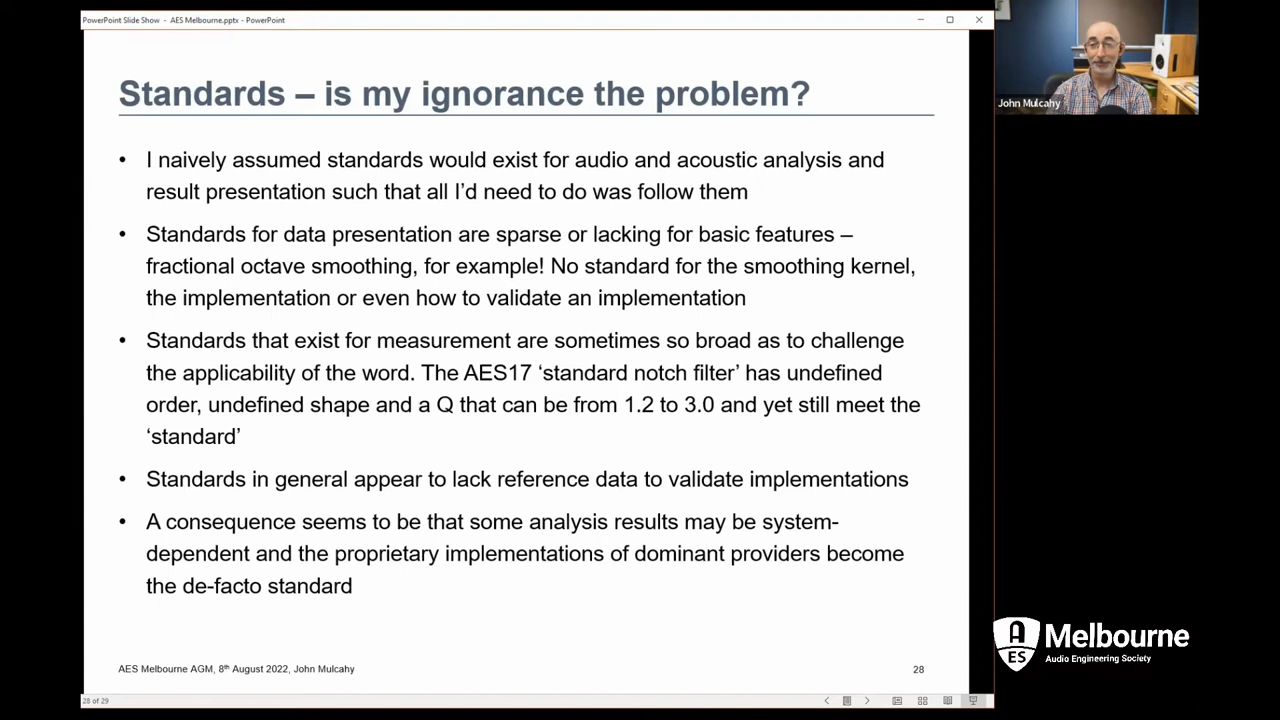 PowerPoint Slide Show - AES Melbourne.pptx - PowerPoint
Standards – is my ignorance the problem?
• I naively assumed standards would exist for audio and acoustic analysis and
result presentation such that all I’d need to do was follow them
• Standards for data presentation are sparse or lacking for basic features –
fractional octave smoothing, for example! No standard for the smoothing kernel,
the implementation or even how to validate an implementation
• Standards that exist for measurement are sometimes so broad as to challenge
the applicability of the word. The AES17 ‘standard notch filter’ has undefined
order, undefined shape and a Q that can be from 1.2 to 3.0 and yet still meet the
‘standard’
• Standards in general appear to lack reference data to validate implementations
• A consequence seems to be that some analysis results may be system-
dependent and the proprietary implementations of dominant providers become
the de-facto standard
AES Melbourne AGM, 8th August 2022, John Mulcahy
28
28 of 29
John Mulcahy
A
ES
Melbourne
Audio Engineering Society